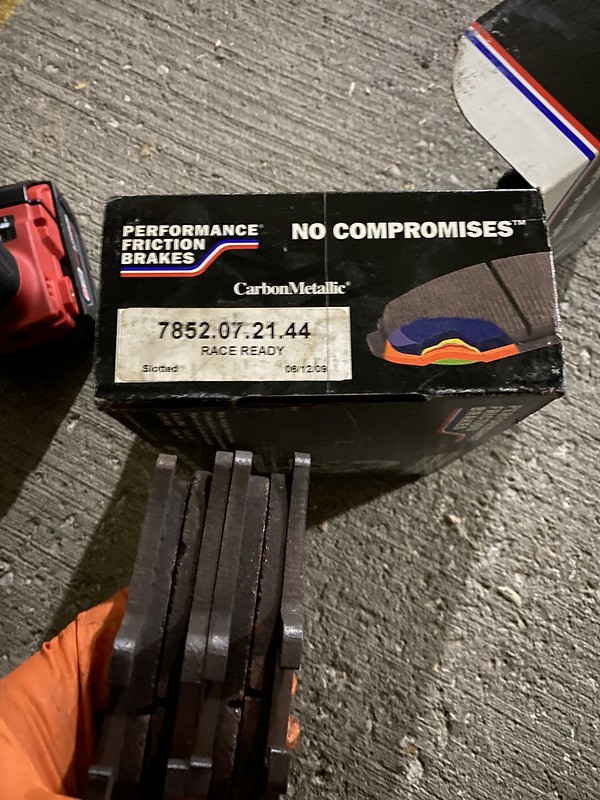 PERFORMANCE®
FRICTION
BRAKES
NO COMPROMISES™
CarbonMetallic®
7852.07.21.44
RACE READY
Slotted
06/12/09